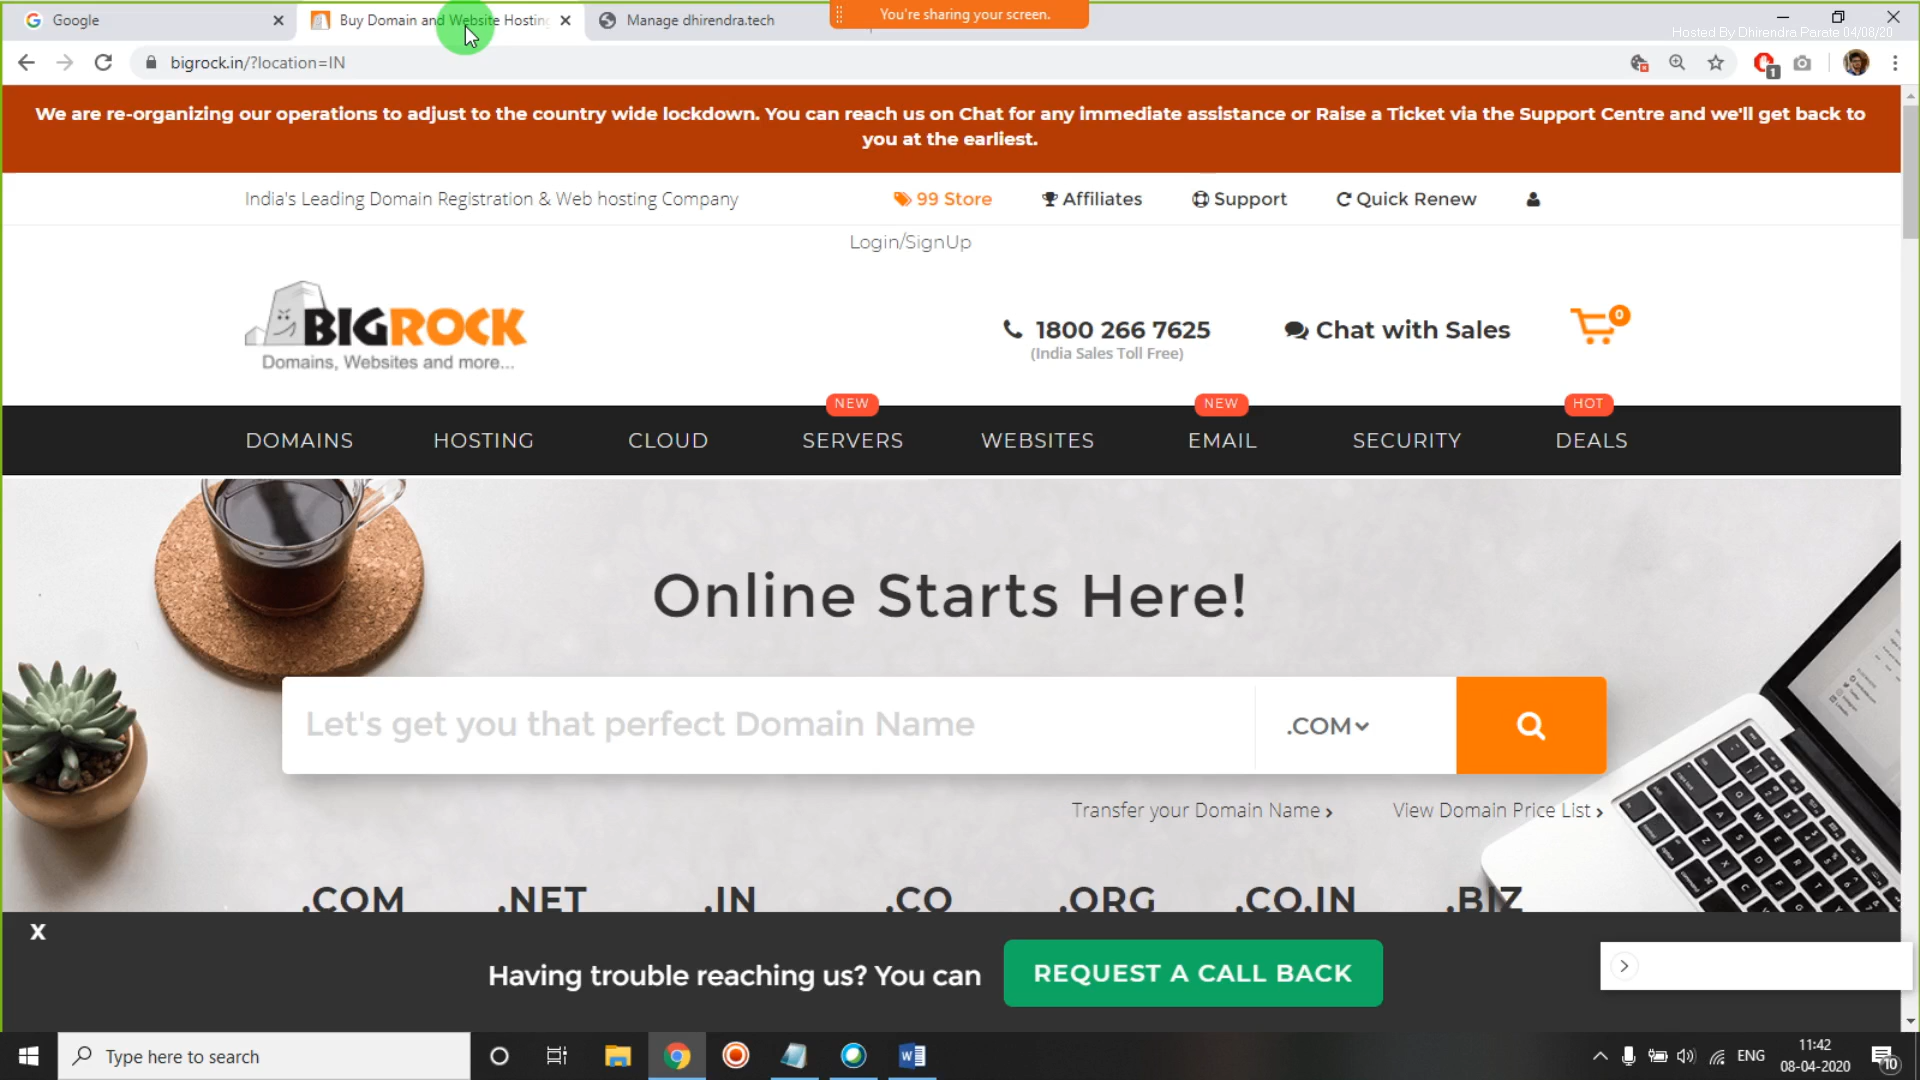 Google
Buy Domain and Website Hosting
Manage dhirendra.tech
You're sharing your screen.
Hosted By Dhirendra Parate 04/08/20
bigrock.in/?location=IN
1
We are re-organizing our operations to adjust to the country wide lockdown. You can reach us on Chat for any immediate assistance or Raise a Ticket via the Support Centre and we'll get back to
you at the earliest.
India's Leading Domain Registration & Web hosting Company
99 Store
Affiliates
Support
Quick Renew
Login/SignUp
BIGROCK
Domains, Websites and more...
1800 266 7625
(India Sales Toll Free)
Chat with Sales
0
NEW
NEW
HOT
DOMAINS
HOSTING
CLOUD
SERVERS
WEBSITES
EMAIL
SECURITY
DEALS
Online Starts Here!
Let's get you that perfect Domain Name
.COM
Transfer your Domain Name
View Domain Price List
.COM
.NET
.IN
.CO
.ORG
.CO.IN
.BIZ
X
Having trouble reaching us? You can
REQUEST A CALL BACK
Type here to search
ENG
11:42
08-04-2020
10